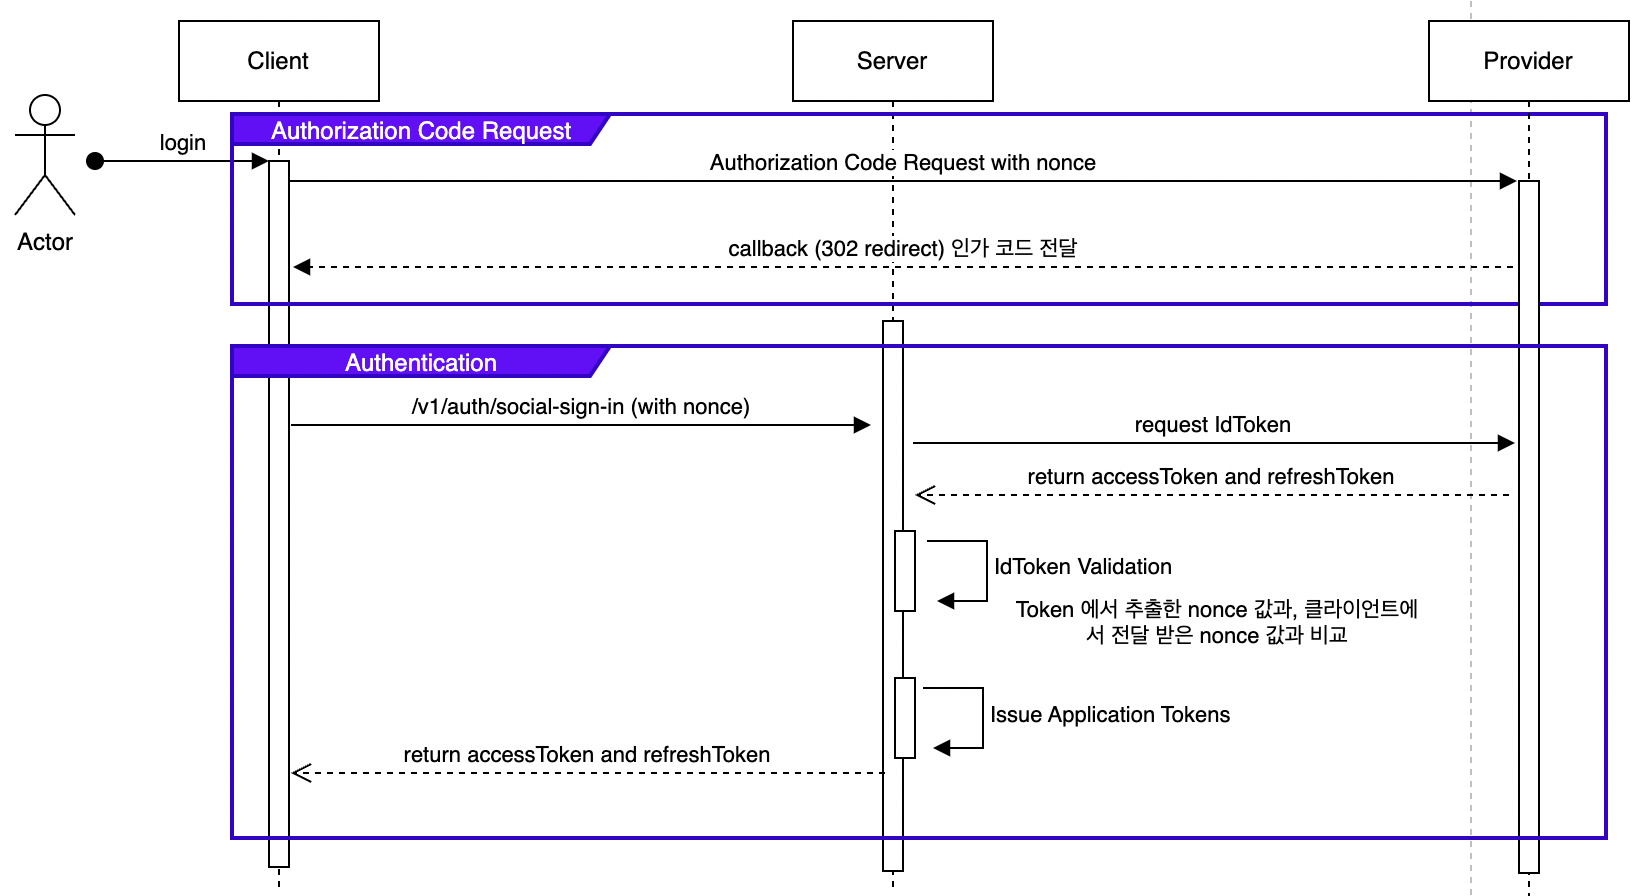 Client
Server
Provider
Authorization Code Request
login
Authorization Code Request with nonce
Actor
callback (302 redirect) 인가 코드 전달
Authentication
/v1/auth/social-sign-in (with nonce)
request IdToken
return accessToken and refreshToken
IdToken Validation
Token 에서 추출한 nonce 값과, 클라이언트에
서 전달 받은 nonce 값과 비교
Issue Application Tokens
return accessToken and refreshToken